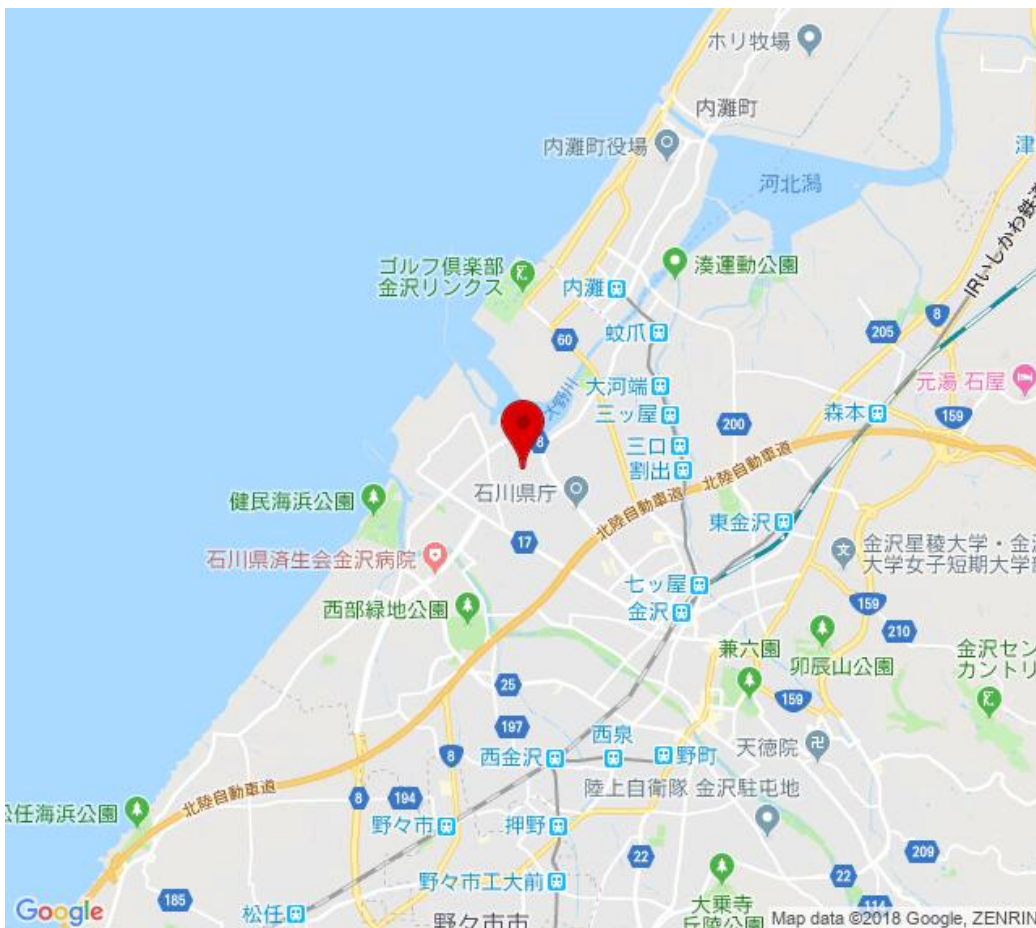 ホリ牧場
内灘町
内灘町役場
津
河北潟
IRいしかわ鉄道
ゴルフ倶楽部
金沢リンクス
湊運動公園
内灘
8
205
蚊爪
60
大河端
元湯 石屋
大野川
三ッ屋
森本
159
200
8
三口
割出
北陸自動車道
石川県庁
北陸自動車道
健民海浜公園
東金沢
17
金沢星稜大学・金沢
大学女子短期大学部
石川県済生会金沢病院
七ッ屋
金沢
159
西部緑地公園
210
兼六園
卯辰山公園
金沢セン
カントリ
25
159
197
西泉
8
西金沢
野町
天徳院
陸上自衛隊 金沢駐屯地
北陸自動車道
8
194
松任海浜公園
野々市
押野
22
209
22
野々市工大前
大乗寺
丘陵公園
185
114
松任
野々市市
Google
Map data ©2018 Google, ZENRIN